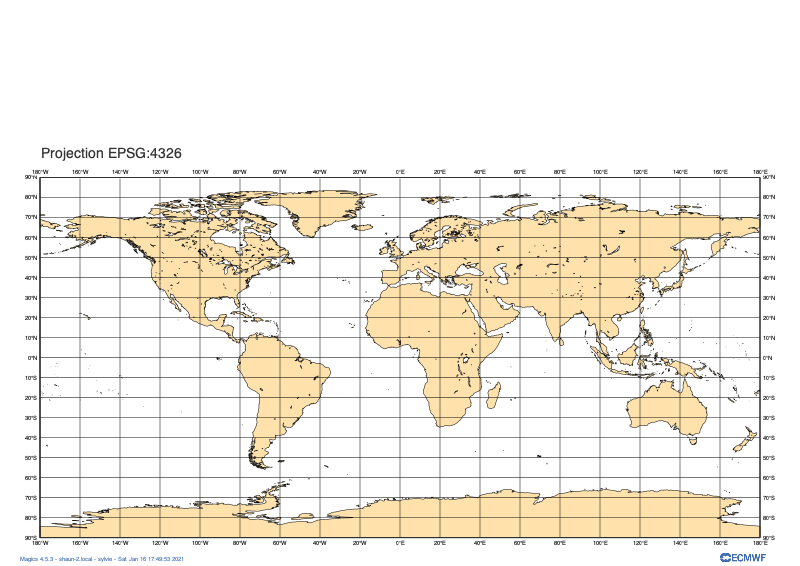 Projection EPSG:4326
180°W 160°W 140°W 120°W 100°W 80°W 60°W 40°W 20°W 0°E 20°E 40°E 60°E 80°E 100°E 120°E 140°E 160°E 180°E
90°N 90°N
80°N 80°N
70°N 70°N
60°N 60°N
50°N 50°N
40°N 40°N
30°N 30°N
20°N 20°N
10°N 10°N
0°N 0°N
10°S 10°S
20°S 20°S
30°S 30°S
40°S 40°S
50°S 50°S
60°S 60°S
70°S 70°S
80°S 80°S
90°S 90°S
180°W 160°W 140°W 120°W 100°W 80°W 60°W 40°W 20°W 0°E 20°E 40°E 60°E 80°E 100°E 120°E 140°E 160°E 180°E
Magics 4.5.3 - shaun-2.local - sylvie - Sat Jan 16 17:49:53 2021
ECMWF